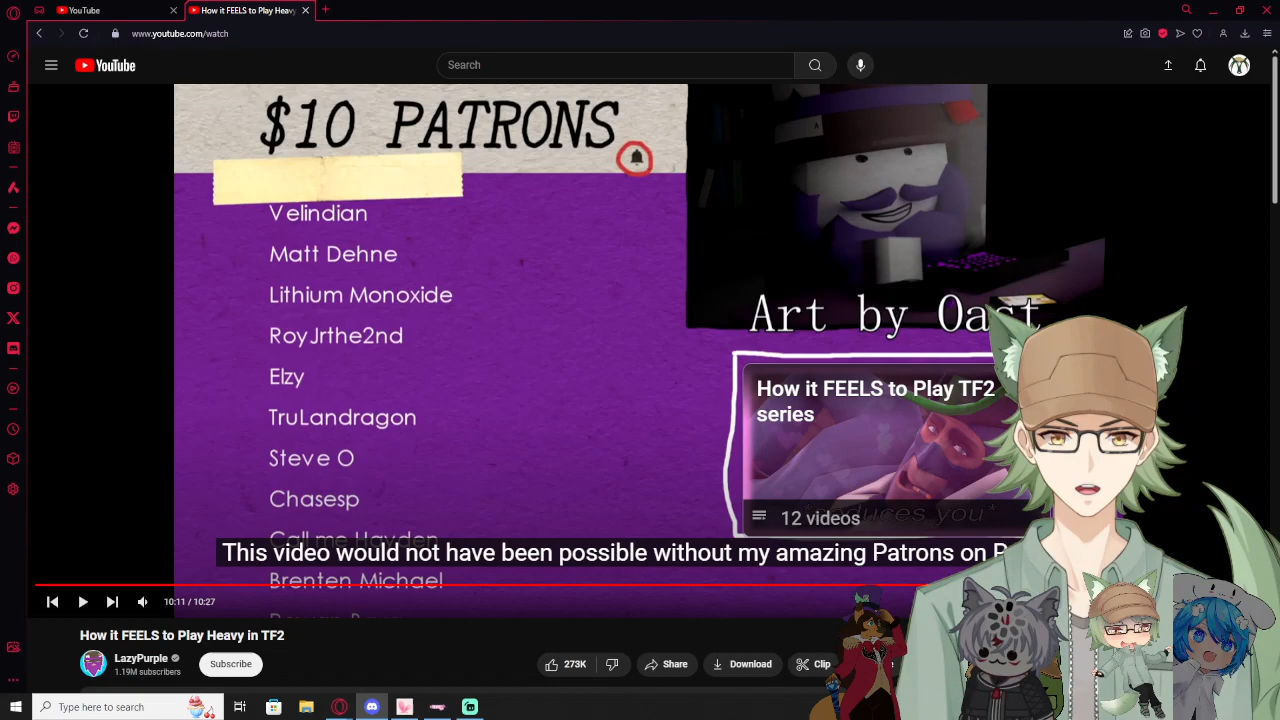 YouTube
How it FEELS to Play Heavy
www.youtube.com/watch
YouTube
Search
$10 PATRONS
Velindian
Matt Dehne
Lithium Monoxide
RoyJrthe2nd
Elzy
TruLandragon
Steve O
Chasesp
Call me Hayden
Brenten Michael
Art by Oast
How it FEELS to Play TF2
series
12 videos
This video would not have been possible without my amazing Patrons on
10:11 / 10:27
How it FEELS to Play Heavy in TF2
LazyPurple
1.19M subscribers
Subscribe
273K
Share
Download
Clip
Type here to search